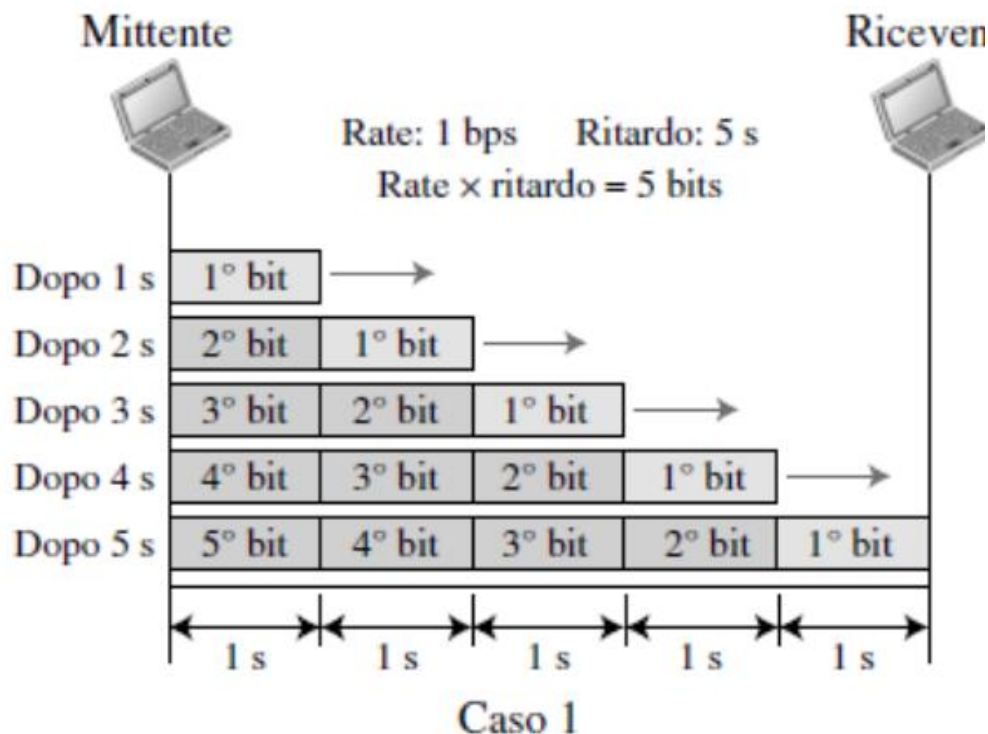 Mittente Riceven
Rate: 1 bps Ritardo: 5 s
Rate × ritardo = 5 bits
Dopo 1 s 1° bit
Dopo 2 s 2° bit 1° bit
Dopo 3 s 3° bit 2° bit 1° bit
Dopo 4 s 4° bit 3° bit 2° bit 1° bit
Dopo 5 s 5° bit 4° bit 3° bit 2° bit 1° bit
1 s 1 s 1 s 1 s 1 s
Caso 1